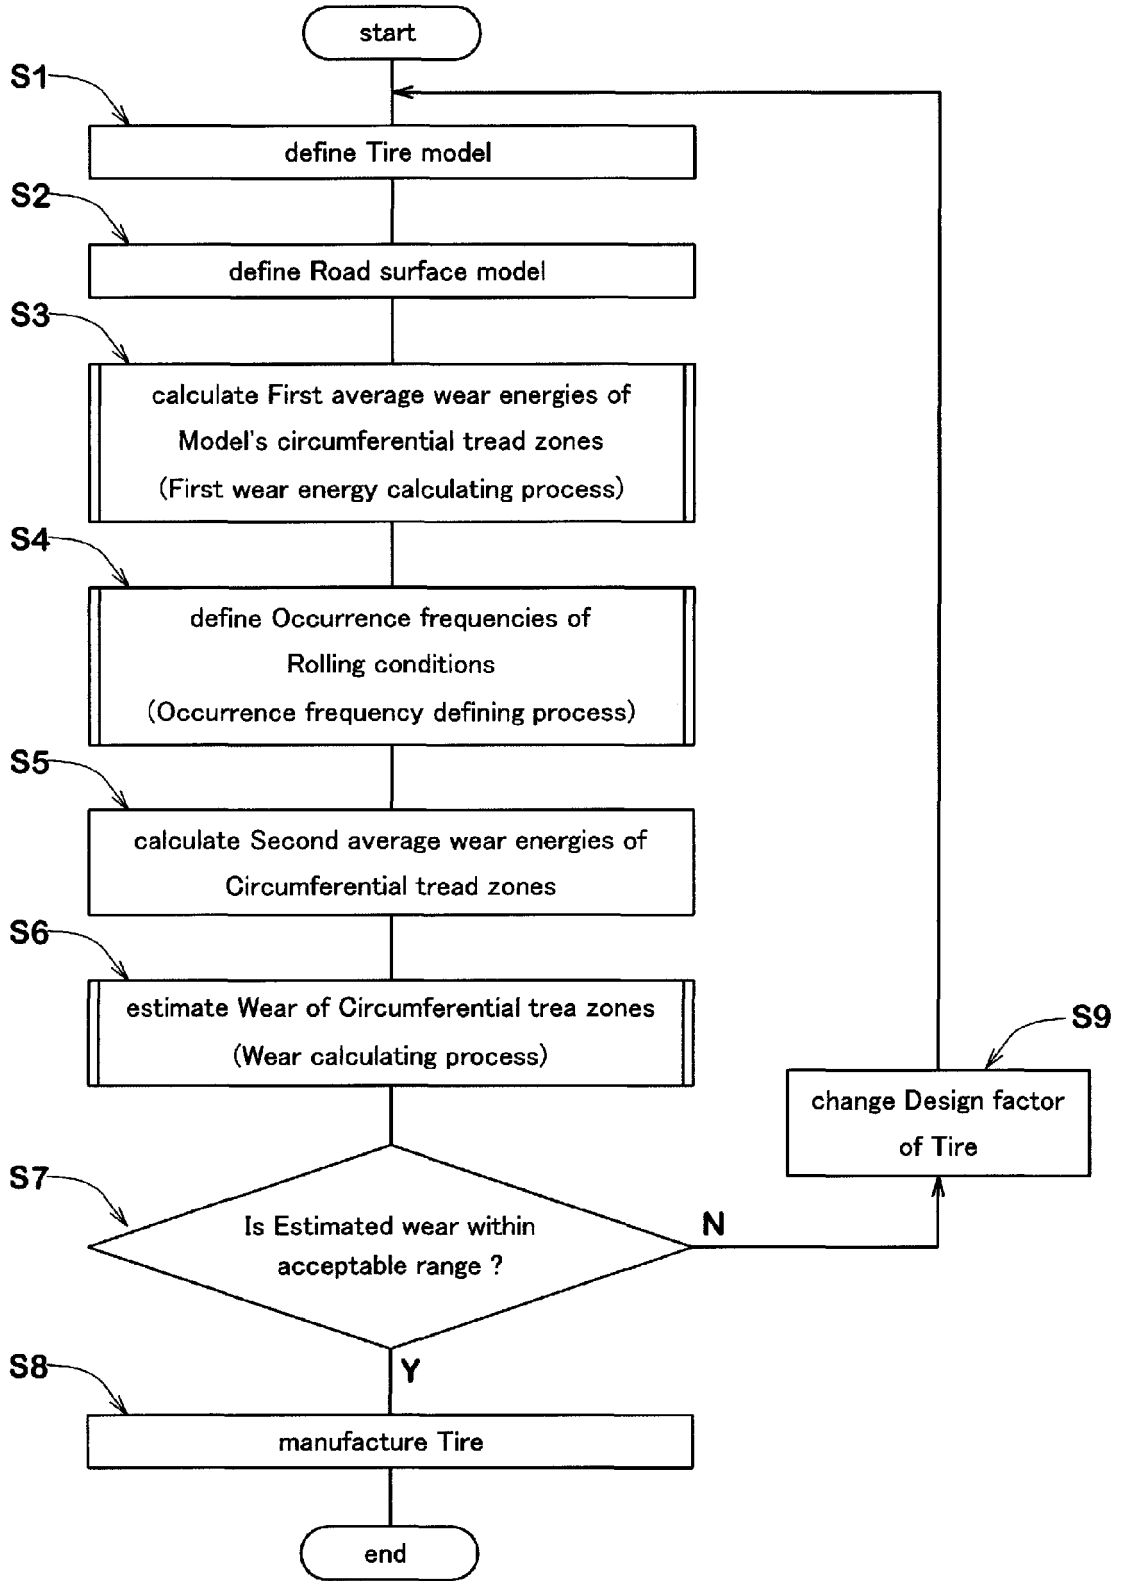 start
S1
define Tire model
S2
define Road surface model
S3
calculate First average wear energies of
Model's circumferential tread zones
(First wear energy calculating process)
S4
define Occurrence frequencies of
Rolling conditions
(Occurrence frequency defining process)
S5
calculate Second average wear energies of
Circumferential tread zones
S6
estimate Wear of Circumferential trea zones
(Wear calculating process)
S9
change Design factor
of Tire
S7
Is Estimated wear within
acceptable range ?
N
Y
S8
manufacture Tire
end